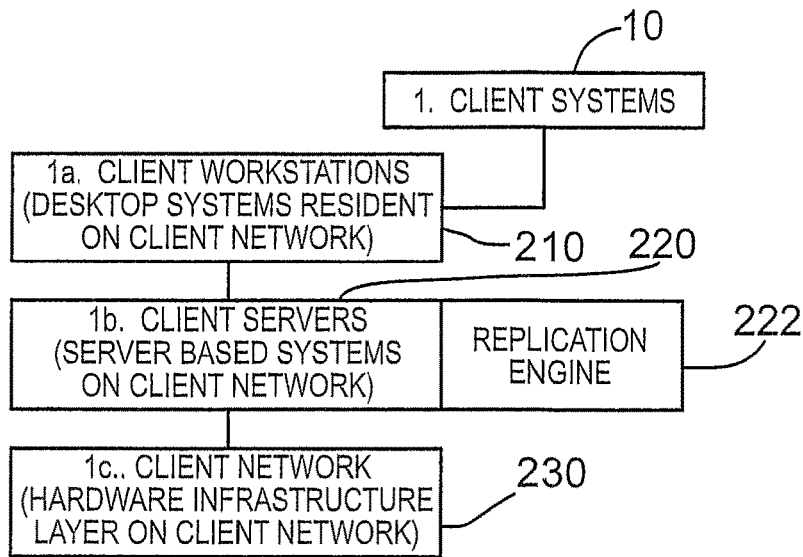 10
1. CLIENT SYSTEMS
1a. CLIENT WORKSTATIONS
(DESKTOP SYSTEMS RESIDENT
ON CLIENT NETWORK)
210
220
1b. CLIENT SERVERS
(SERVER BASED SYSTEMS
ON CLIENT NETWORK)
REPLICATION
ENGINE
222
1c.. CLIENT NETWORK
(HARDWARE INFRASTRUCTURE
LAYER ON CLIENT NETWORK)
230